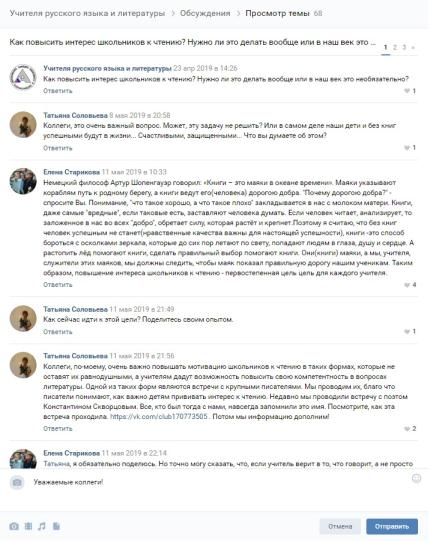 Учителя русского языка и литературы > Обсуждения > Просмотр темы 68
Как повысить интерес школьников к чтению? Нужно ли это делать вообще или в наш век это ...
1 2 3 »
Учителя русского языка и литературы 23 апр 2019 в 14:26
Как повысить интерес школьников к чтению? Нужно ли это делать вообще или в наш век это необязательно?
Ответить
1
Татьяна Соловьева 8 мая 2019 в 20:58
Коллеги, это очень важный вопрос. Может, эту задачу не решить? Или в самом деле наши дети и без книг
успешными будут в жизни... Счастливыми, защищенными... Что вы думаете об этом?
Ответить
1
Елена Старикова 11 мая 2019 в 10:33
Немецкий философ Артур Шопенгауэр говорил: «Книги – это маяки в океане времени». Маяки указывают
кораблям путь к родному берегу, а книги ведут его(человека) дорогою добра. "Почему дорогою добра?" -
спросите Вы. Понимание, "что такое хорошо, а что такое плохо" закладывается в нас с молоком матери. Книги,
даже самые "вредные", если таковые есть, заставляют человека думать. Если человек читает, анализирует, то
заложенное в нас во всех "добро", обретает силу, которая растёт и крепнет.Поэтому я считаю, что без книг
человек успешным не станет(нравственные качества важны для настоящей успешности), книги -это способ
бороться с осколками зеркала, которые до сих пор летают по свету, попадают людям в глаза, душу и сердце. А
растопить лёд помогают книги, сделать правильный выбор помогают книги. Они(книги) маяки, а мы, учителя,
служители этих маяков, мы должны следить, чтобы маяк показал правильную дорогу нашим ученикам. Таким
образом, повышение интереса школьников к чтению - первостепенная цель цель для каждого учителя.
Ответить
4
Татьяна Соловьева 11 мая 2019 в 21:49
Как сейчас идти к этой цели? Поделитесь своим опытом.
Ответить
1
Татьяна Соловьева 11 мая 2019 в 21:56
Коллеги, по-моему, очень важно повышать мотивацию школьников к чтению в таких формах, которые не
оставят их равнодушными, а учителям дадут возможность повысить свою компетентность в вопросах
литературы. Одной из таких форм являются встречи с крупными писателями. Мы проводим их, благо что
писатели понимают, как важно детям прививать интерес к чтению. Недавно мы проводили встречу с поэтом
Константином Скворцовым. Все, кто был тогда с нами, навсегда запомнили это имя. Посмотрите, как эта
встреча проходила. https://vk.com/club170773505 . Потом мы информацию дополним!
Ответить
2
Елена Старикова 11 мая 2019 в 22:14
Татьяна, я обязательно поделюсь. Но точно могу сказать, что, если учитель верит в то, что говорит, а не просто
Уважаемые коллеги!
Отмена
Отправить